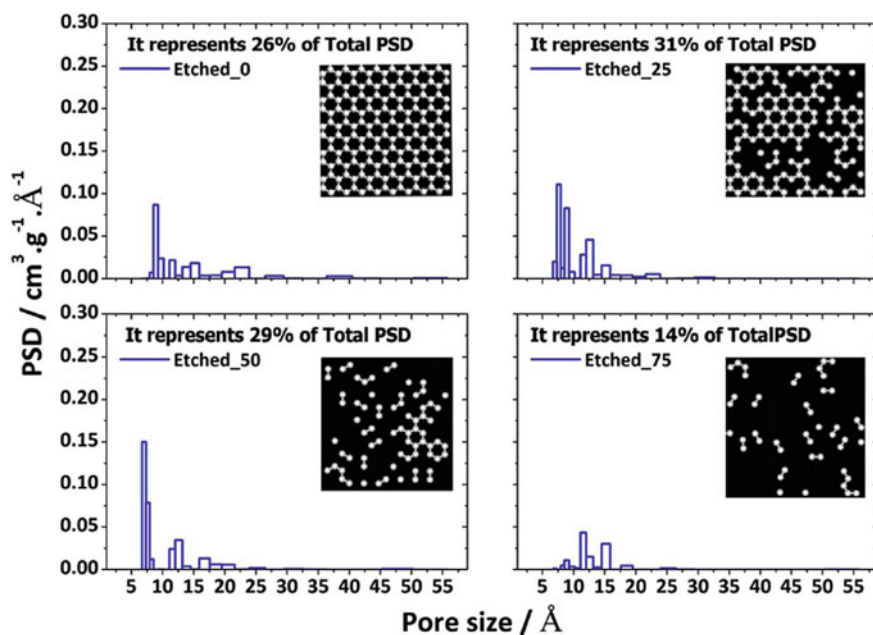 PSD / cm³.g⁻¹.Å⁻¹
0.30
0.25
0.20
0.15
0.10
0.05
0.00
It represents 26% of Total PSD
Etched_0
It represents 31% of Total PSD
Etched_25
0.30
0.25
0.20
0.15
0.10
0.05
0.00
It represents 29% of Total PSD
Etched_50
It represents 14% of TotalPSD
Etched_75
5 10 15 20 25 30 35 40 45 50 55
5 10 15 20 25 30 35 40 45 50 55
Pore size / Å